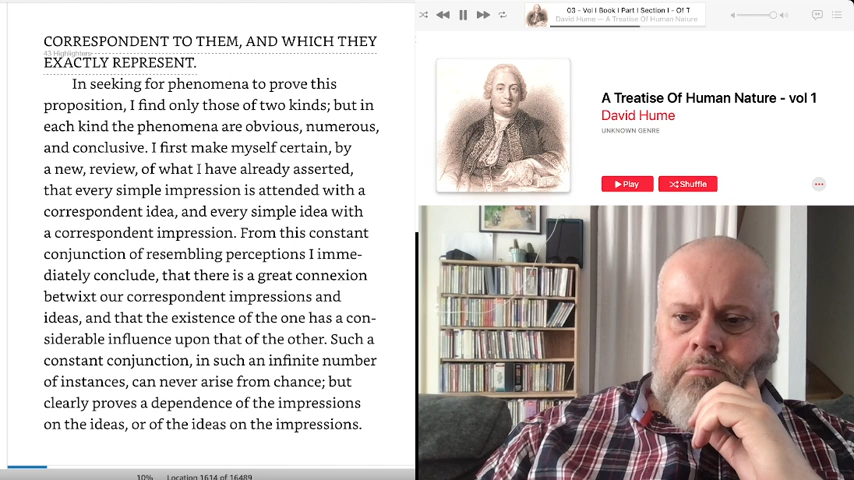 CORRESPONDENT TO THEM, AND WHICH THEY
43 Highlighters
EXACTLY REPRESENT.
In seeking for phenomena to prove this
proposition, I find only those of two kinds; but in
each kind the phenomena are obvious, numerous,
and conclusive. I first make myself certain, by
a new, review, of what I have already asserted,
that every simple impression is attended with a
correspondent idea, and every simple idea with
a correspondent impression. From this constant
conjunction of resembling perceptions I imme-
diately conclude, that there is a great connexion
betwixt our correspondent impressions and
ideas, and that the existence of the one has a con-
siderable influence upon that of the other. Such a
constant conjunction, in such an infinite number
of instances, can never arise from chance; but
clearly proves a dependence of the impressions
on the ideas, or of the ideas on the impressions.
10% Location 1614 of 16489
03 - Vol I Book I Part I Section I - Of T
David Hume — A Treatise Of Human Nature
A Treatise Of Human Nature - vol 1
David Hume
UNKNOWN GENRE
Play
Shuffle